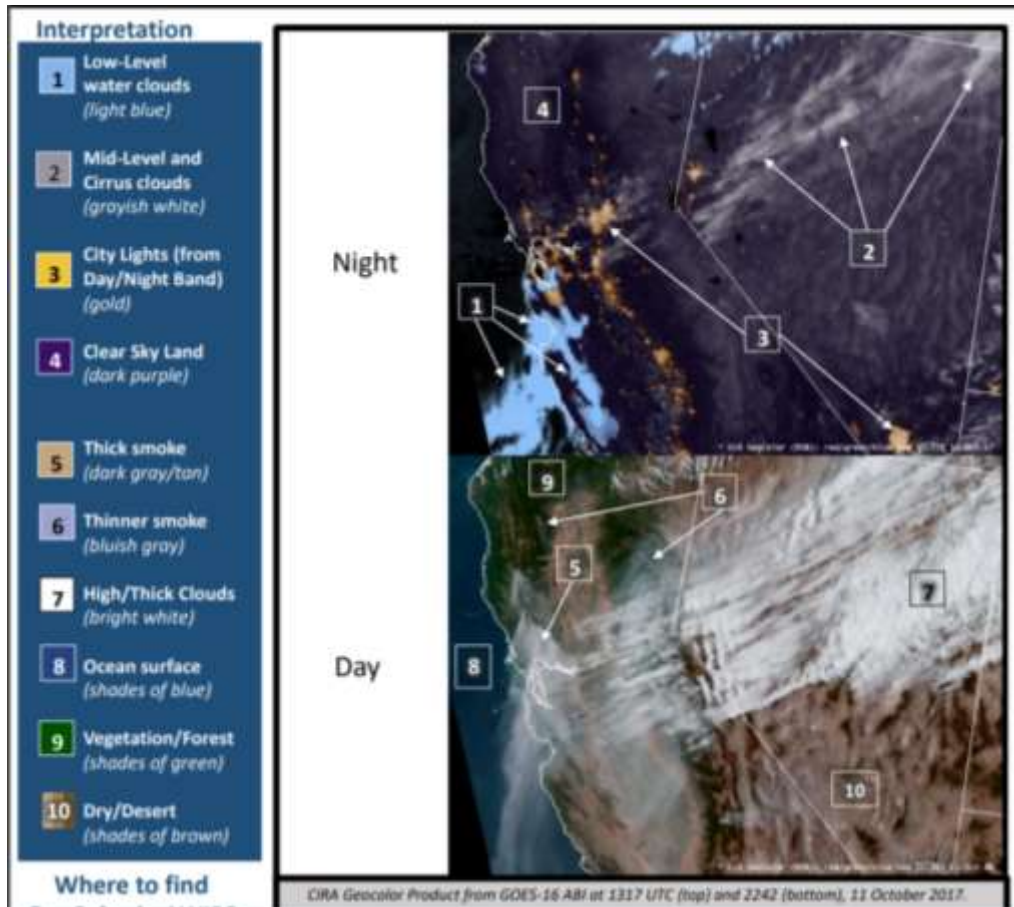 Interpretation
1
Low-Level
water clouds
(light blue)
2
Mid-Level and
Cirrus clouds
(grayish white)
3
City Lights (from
Day/Night Band)
(gold)
4
Clear Sky Land
(dark purple)
5
Thick smoke
(dark gray/tan)
6
Thinner smoke
(bluish gray)
7
High/Thick Clouds
(bright white)
8
Ocean surface
(shades of blue)
9
Vegetation/Forest
(shades of green)
10
Dry/Desert
(shades of brown)
Where to find
Night
4
2
1
3
Day
9
6
5
7
8
10
CIRA Geocolor Product from GOES-16 ABI at 1317 UTC (top) and 2242 (bottom), 11 October 2017.